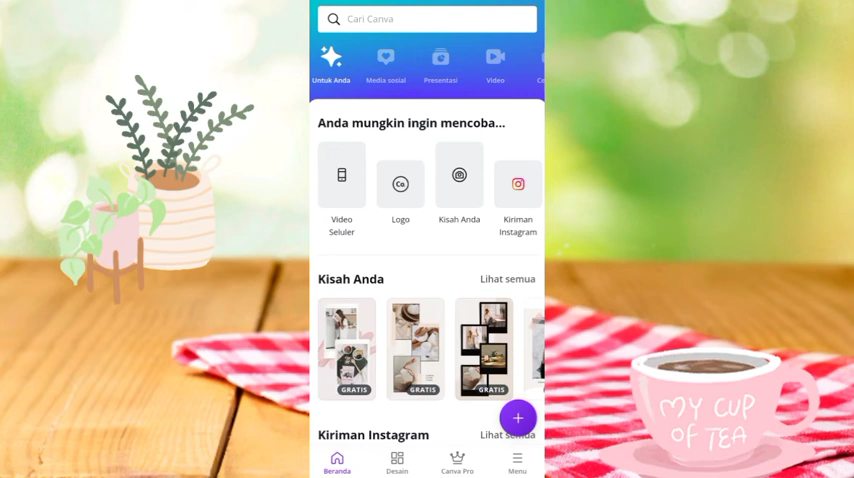 Cari Canva
Untuk Anda
Media sosial
Presentasi
Video
Ce
Anda mungkin ingin mencoba...
Video
Seluler
Co.
Logo
Kisah Anda
Kiriman
Instagram
Kisah Anda
Lihat semua
GRATIS
GRATIS
GRATIS
Kiriman Instagram
Lihat semua
MY CUP
OF TEA
Beranda
Desain
Canva Pro
Menu